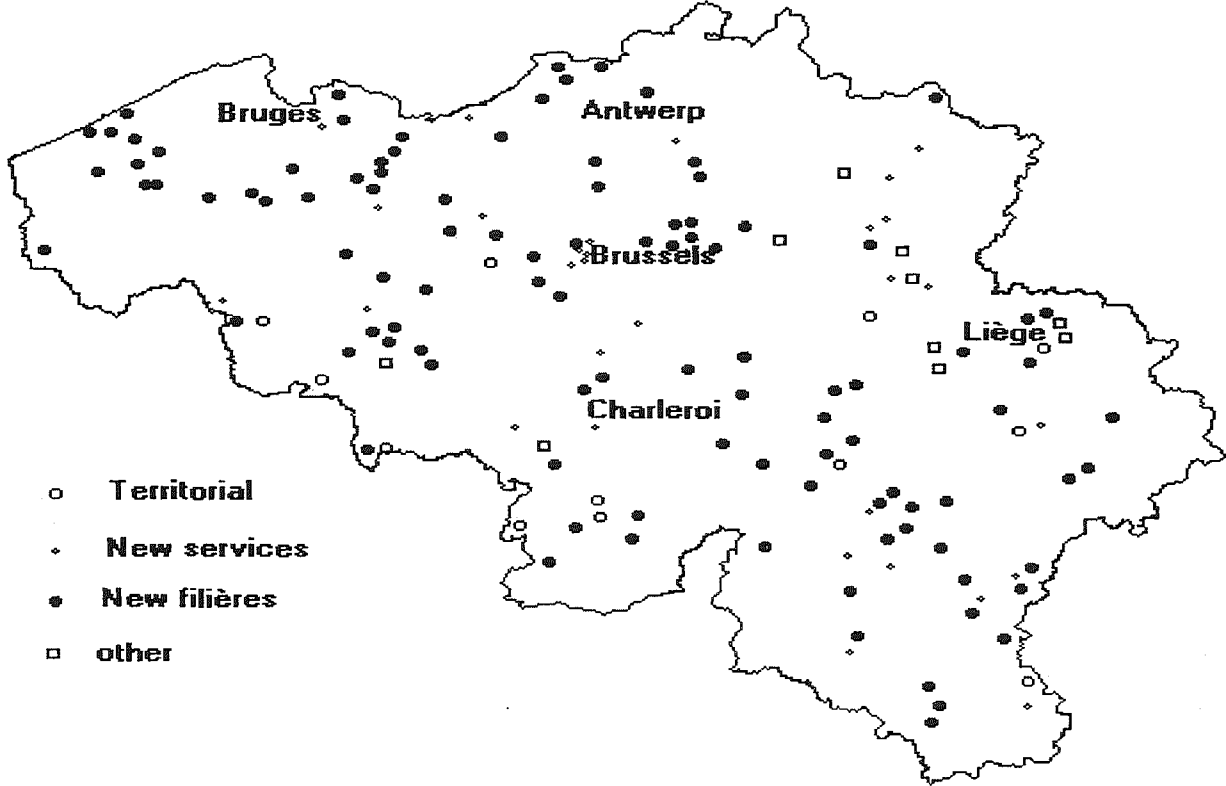 Bruges
Antwerp
Brussels
Liège
Charleroi
Territorial
New services
New filières
other